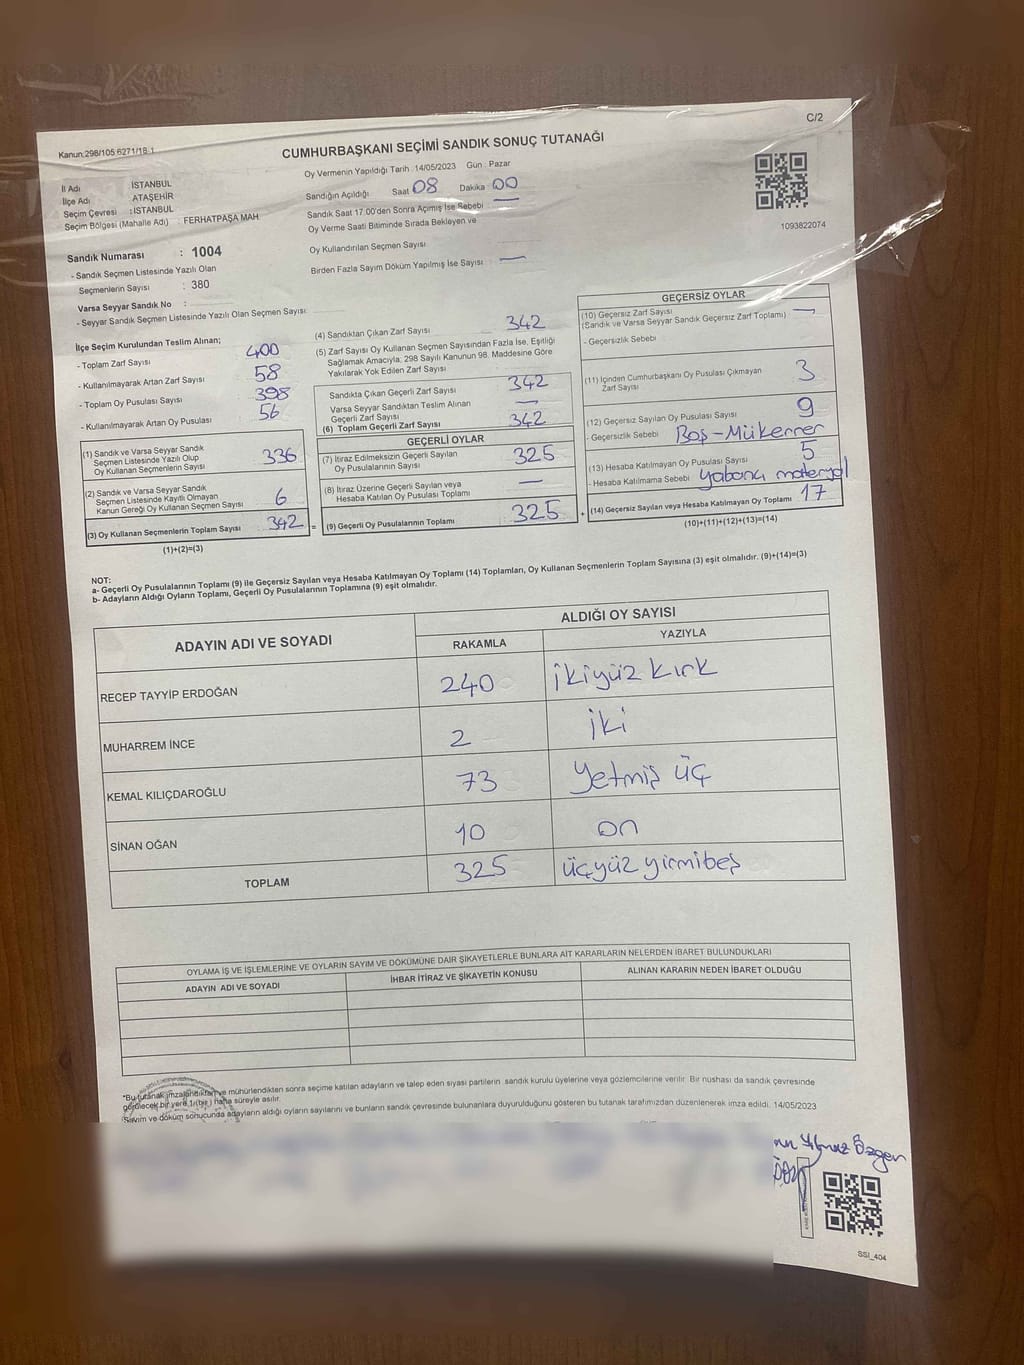 C/2
Kanun:298/105 6271/18-1
CUMHURBAŞKANI SEÇİMİ SANDIK SONUÇ TUTANAĞI
Oy Vermenin Yapıldığı Tarih : 14/05/2023 Gün : Pazar
İl Adı : İSTANBUL
İlçe Adı : ATAŞEHİR
Seçim Çevresi : İSTANBUL
Seçim Bölgesi (Mahalle Adı) : FERHATPAŞA MAH.
Sandığın Açıldığı Saat 08 Dakika 00
Sandık Saat 17.00'den Sonra Açılmış İse Sebebi : —
Oy Verme Saati Bitiminde Sırada Bekleyen ve
Oy Kullandırılan Seçmen Sayısı
Birden Fazla Sayım Döküm Yapılmış İse Sayısı : —
1093822074
Sandık Numarası : 1004
- Sandık Seçmen Listesinde Yazılı Olan
Seçmenlerin Sayısı : 380
Varsa Seyyar Sandık No :
- Seyyar Sandık Seçmen Listesinde Yazılı Olan Seçmen Sayısı:
İlçe Seçim Kurulundan Teslim Alınan;
- Toplam Zarf Sayısı 400
- Kullanılmayarak Artan Zarf Sayısı 58
- Toplam Oy Pusulası Sayısı 398
- Kullanılmayarak Artan Oy Pusulası 56
(1) Sandık ve Varsa Seyyar Sandık
Seçmen Listesinde Yazılı Olup
Oy Kullanan Seçmenlerin Sayısı 336
(2) Sandık ve Varsa Seyyar Sandık
Seçmen Listesinde Kayıtlı Olmayan
Kanun Gereği Oy Kullanan Seçmen Sayısı 6
(3) Oy Kullanan Seçmenlerin Toplam Sayısı 342 =
(1)+(2)=(3)
(4) Sandıktan Çıkan Zarf Sayısı 342
(5) Zarf Sayısı Oy Kullanan Seçmen Sayısından Fazla İse, Eşitliği
Sağlamak Amacıyla; 298 Sayılı Kanunun 98. Maddesine Göre
Yakılarak Yok Edilen Zarf Sayısı
Sandıkta Çıkan Geçerli Zarf Sayısı 342
Varsa Seyyar Sandıktan Teslim Alınan
Geçerli Zarf Sayısı —
(6) Toplam Geçerli Zarf Sayısı 342
GEÇERLİ OYLAR
(7) İtiraz Edilmeksizin Geçerli Sayılan
Oy Pusulalarının Sayısı 325
(8) İtiraz Üzerine Geçerli Sayılan veya
Hesaba Katılan Oy Pusulası Toplamı —
(9) Geçerli Oy Pusulalarının Toplamı 325 +
GEÇERSİZ OYLAR
(10) Geçersiz Zarf Sayısı
(Sandık ve Varsa Seyyar Sandık Geçersiz Zarf Toplamı) —
- Geçersizlik Sebebi
(11) İçinden Cumhurbaşkanı Oy Pusulası Çıkmayan
Zarf Sayısı 3
(12) Geçersiz Sayılan Oy Pusulası Sayısı 9
- Geçersizlik Sebebi Boş-Mükerrer
(13) Hesaba Katılmayan Oy Pusulası Sayısı 5
- Hesaba Katılmama Sebebi yabancı materyal
(14) Geçersiz Sayılan veya Hesaba Katılmayan Oy Toplamı 17
(10)+(11)+(12)+(13)=(14)
NOT:
a- Geçerli Oy Pusulalarının Toplamı (9) ile Geçersiz Sayılan veya Hesaba Katılmayan Oy Toplamı (14) Toplamları, Oy Kullanan Seçmenlerin Toplam Sayısına (3) eşit olmalıdır. (9)+(14)=(3)
b- Adayların Aldığı Oyların Toplamı, Geçerli Oy Pusulalarının Toplamına (9) eşit olmalıdır.
ADAYIN ADI VE SOYADI ALDIĞI OY SAYISI
RAKAMLA YAZIYLA
RECEP TAYYİP ERDOĞAN 240 ikiyüz kırk
MUHARREM İNCE 2 iki
KEMAL KILIÇDAROĞLU 73 Yetmiş üç
SİNAN OĞAN 10 on
TOPLAM 325 üçyüz yirmibeş
OYLAMA İŞ VE İŞLEMLERİNE VE OYLARIN SAYIM VE DÖKÜMÜNE DAİR ŞİKAYETLERLE BUNLARA AİT KARARLARIN NELERDEN İBARET BULUNDUKLARI
ADAYIN ADI VE SOYADI İHBAR İTİRAZ VE ŞİKAYETİN KONUSU ALINAN KARARIN NEDEN İBARET OLDUĞU
*Bu tutanak imzalandıktan ve mühürlendikten sonra seçime katılan adayların ve talep eden siyasi partilerin sandık kurulu üyelerine veya gözlemcilerine verilir. Bir nushası da sandık çevresinde
görülecek bir yere 1 (bir) hafta süreyle asılır.
Sayım ve döküm sonucunda adayların aldığı oyların sayılarını ve bunların sandık çevresinde bulunanlara duyurulduğunu gösteren bu tutanak tarafımızdan düzenlenerek imza edildi. 14/05/2023
Yılmaz Özgen
SSI_404